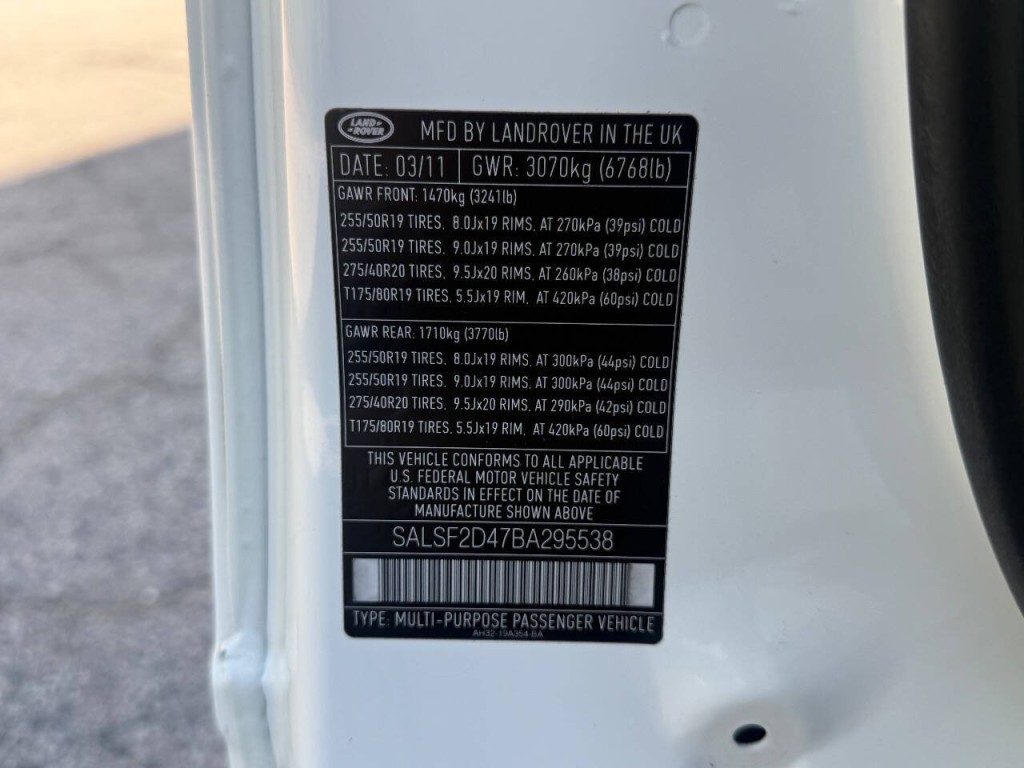 LAND-
-ROVER
MFD BY LANDROVER IN THE UK
DATE: 03/11 GWR: 3070kg (6768lb)
GAWR FRONT: 1470kg (3241lb)
255/50R19 TIRES, 8.0Jx19 RIMS, AT 270kPa (39psi) COLD
255/50R19 TIRES, 9.0Jx19 RIMS, AT 270kPa (39psi) COLD
275/40R20 TIRES, 9.5Jx20 RIMS, AT 260kPa (38psi) COLD
T175/80R19 TIRES, 5.5Jx19 RIM, AT 420kPa (60psi) COLD
GAWR REAR: 1710kg (3770lb)
255/50R19 TIRES, 8.0Jx19 RIMS, AT 300kPa (44psi) COLD
255/50R19 TIRES, 9.0Jx19 RIMS, AT 300kPa (44psi) COLD
275/40R20 TIRES, 9.5Jx20 RIMS, AT 290kPa (42psi) COLD
T175/80R19 TIRES, 5.5Jx19 RIM, AT 420kPa (60psi) COLD
THIS VEHICLE CONFORMS TO ALL APPLICABLE
U.S. FEDERAL MOTOR VEHICLE SAFETY
STANDARDS IN EFFECT ON THE DATE OF
MANUFACTURE SHOWN ABOVE
SALSF2D47BA295538
TYPE: MULTI-PURPOSE PASSENGER VEHICLE
AH32-19A354-BA